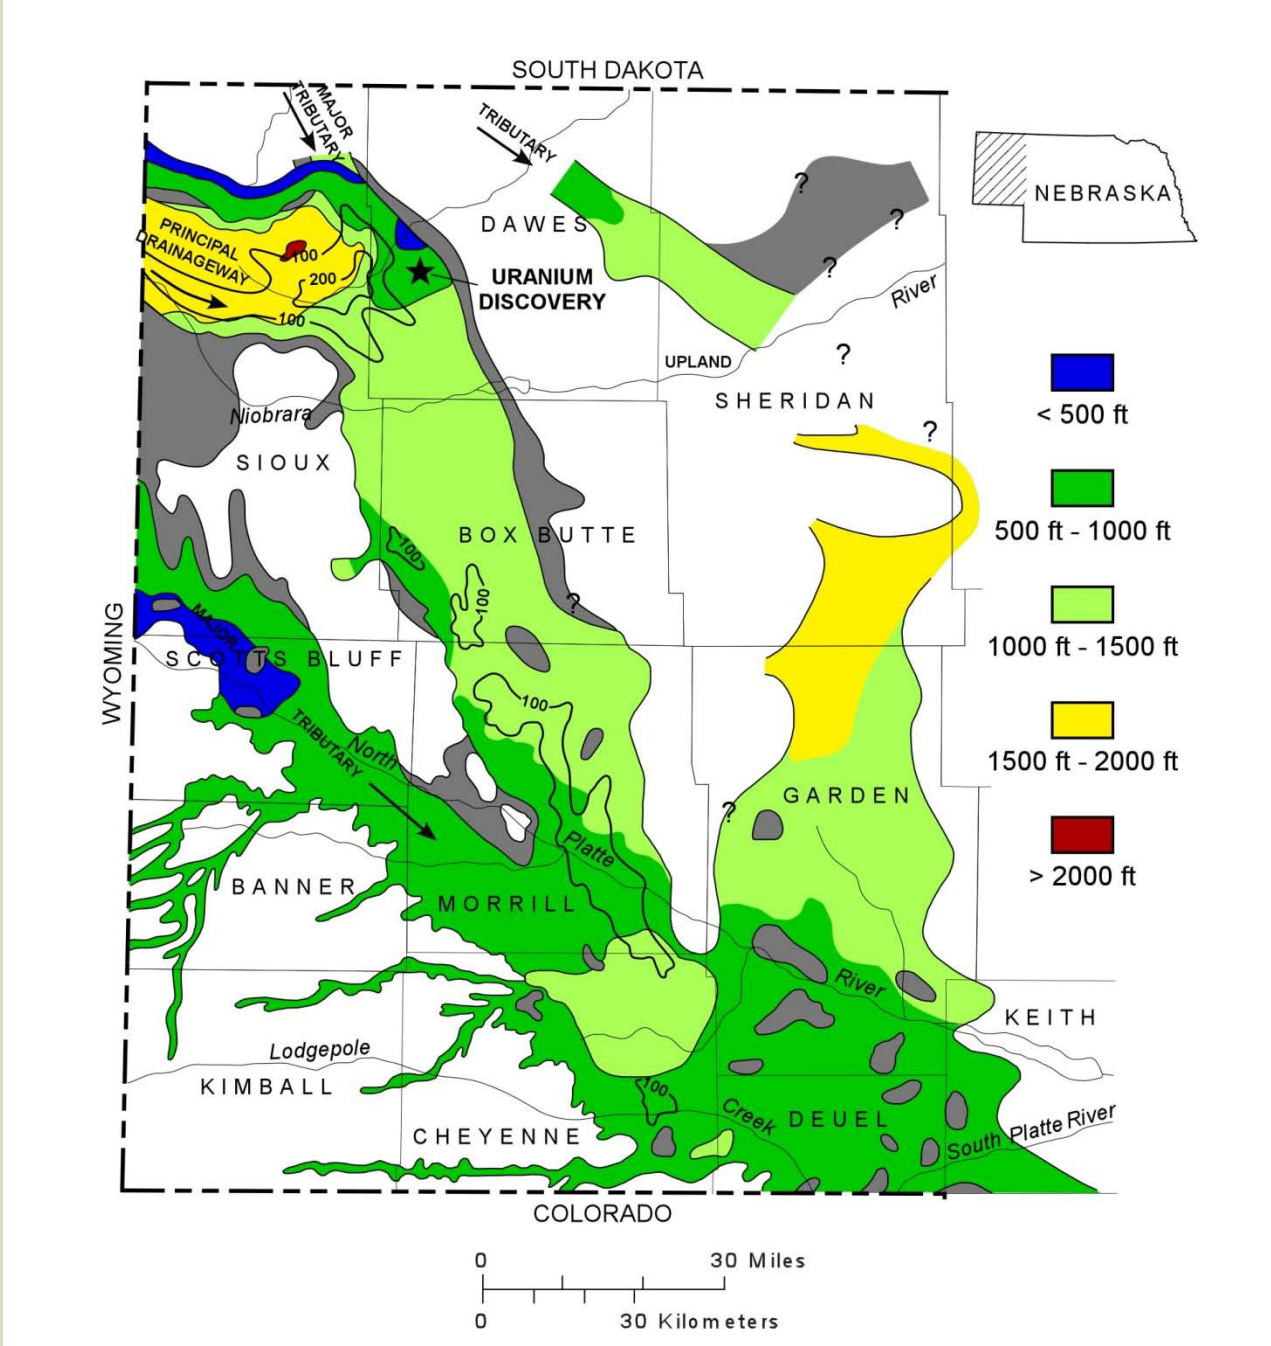 SOUTH DAKOTA
MAJOR
TRIBUTARY
TRIBUTARY
NEBRASKA
DAWES
PRINCIPAL
DRAINAGEWAY
100
200
100
URANIUM
DISCOVERY
?
?
?
River
UPLAND
?
SHERIDAN
?
< 500 ft
500 ft - 1000 ft
1000 ft - 1500 ft
1500 ft - 2000 ft
> 2000 ft
Niobrara
SIOUX
BOX BUTTE
100
100
?
WYOMING
MAJOR
SCOTTS BLUFF
TRIBUTARY
North
100
GARDEN
?
Platte
BANNER
MORRILL
River
KEITH
Lodgepole
KIMBALL
100
Creek
DEUEL
CHEYENNE
South Platte River
COLORADO
0 30 Miles
0 30 Kilometers